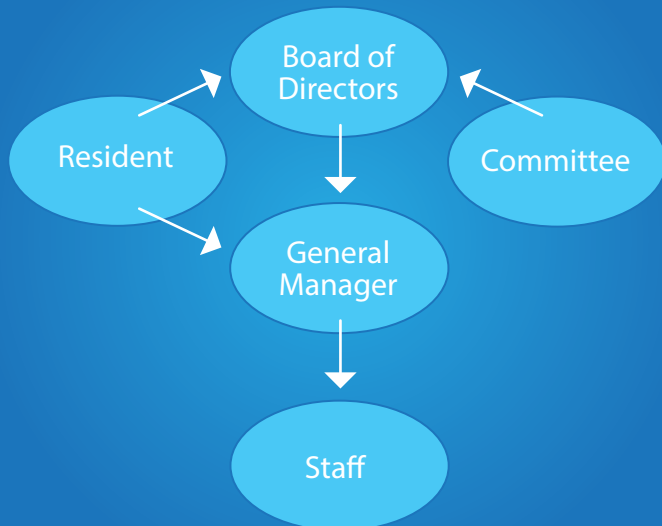 Board of
Directors
Resident
Committee
General
Manager
Staff